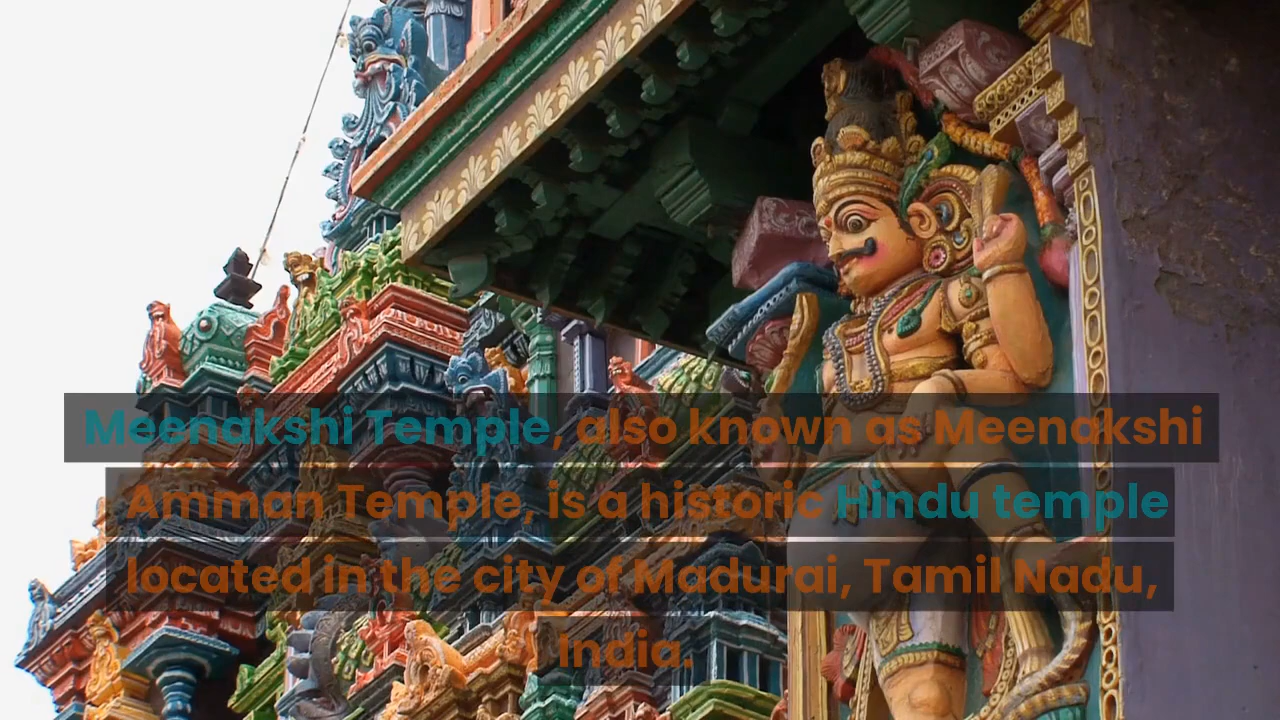 Meenakshi Temple, also known as Meenakshi
Amman Temple, is a historic Hindu temple
located in the city of Madurai, Tamil Nadu,
India.